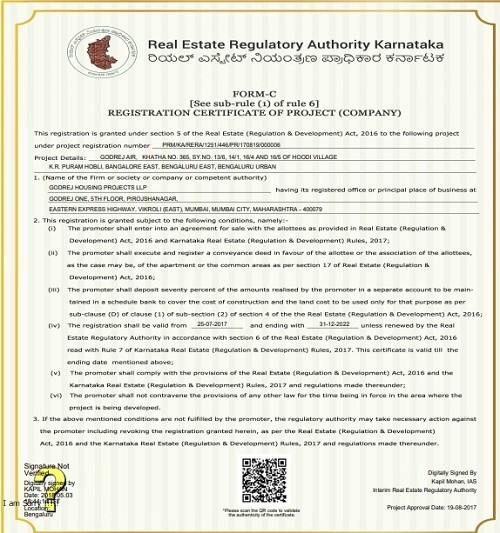 Real Estate Regulatory Authority Karnataka
ರಿಯಲ್ ಎಸ್ಟೇಟ್ ನಿಯಂತ್ರಣ ಪ್ರಾಧಿಕಾರ ಕರ್ನಾಟಕ
FORM-C
[See sub-rule (1) of rule 6]
REGISTRATION CERTIFICATE OF PROJECT (COMPANY)
This registration is granted under section 5 of the Real Estate (Regulation & Development) Act, 2016 to the following project
under project registration number PRM/KA/RERA/1251/446/PR/170819/000006
Project Details: GODREJ AIR, KHATHA NO. 365, SY.NO. 13/6, 14/1, 16/4 AND 16/5 OF HOODI VILLAGE
K.R. PURAM HOBLI, BANGALORE EAST, BENGALURU EAST, BENGALURU URBAN
1. (Name of the Firm or society or company or competent authority)
GODREJ HOUSING PROJECTS LLP having its registered office or principal place of business at
GODREJ ONE, 5TH FLOOR, PIROJSHANAGAR,
EASTERN EXPRESS HIGHWAY, VIKROLI (EAST), MUMBAI, MUMBAI CITY, MAHARASHTRA - 400079
2. This registration is granted subject to the following conditions, namely:-
(i) The promoter shall enter into an agreement for sale with the allottees as provided in Real Estate (Regulation &
Development) Act, 2016 and Karnataka Real Estate (Regulation & Development) Rules, 2017;
(ii) The promoter shall execute and register a conveyance deed in favour of the allottee or the association of the allottees,
as the case may be, of the apartment or the common areas as per section 17 of Real Estate (Regulation &
Development) Act, 2016;
(iii) The promoter shall deposit seventy percent of the amounts realised by the promoter in a separate account to be main-
tained in a schedule bank to cover the cost of construction and the land cost to be used only for that purpose as per
sub-clause (D) of clause (1) of sub-section (2) of section 4 of the the Real Estate (Regulation & Development) Act, 2016;
(iv) The registration shall be valid from 25-07-2017 and ending with 31-12-2022 unless renewed by the Real
Estate Regulatory Authority in accordance with section 6 of the Real Estate (Regulation & Development) Act, 2016
read with Rule 7 of Karnataka Real Estate (Regulation & Development) Rules, 2017. This certificate is valid till the
ending date mentioned above;
(v) The promoter shall comply with the provisions of the Real Estate (Regulation & Development) Act, 2016 and the
Karnataka Real Estate (Regulation & Development) Rules, 2017 and regulations made thereunder;
(vi) The promoter shall not contravene the provisions of any other law for the time being in force in the area where the
project is being developed.
3. If the above mentioned conditions are not fulfilled by the promoter, the regulatory authority may take necessary action against
the promoter including revoking the registration granted herein, as per the Real Estate (Regulation & Development)
Act, 2016 and the Karnataka Real Estate (Regulation & Development) Rules, 2017 and regulations made thereunder.
Signature Not
Verified
Digitally signed by
KAPIL MOHAN
Date: 2018.05.03
Location:
Bengaluru
?
*Please scan the QR code to validate
the authenticity of the certificate.
Digitally Signed By
Kapil Mohan, IAS
Interim Real Estate Regulatory Authority
Project Approval Date: 19-08-2017